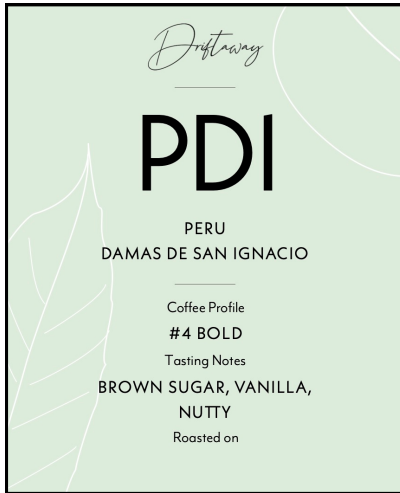 Driftaway
PDI
PERU
DAMAS DE SAN IGNACIO
Coffee Profile
#4 BOLD
Tasting Notes
BROWN SUGAR, VANILLA,
NUTTY
Roasted on